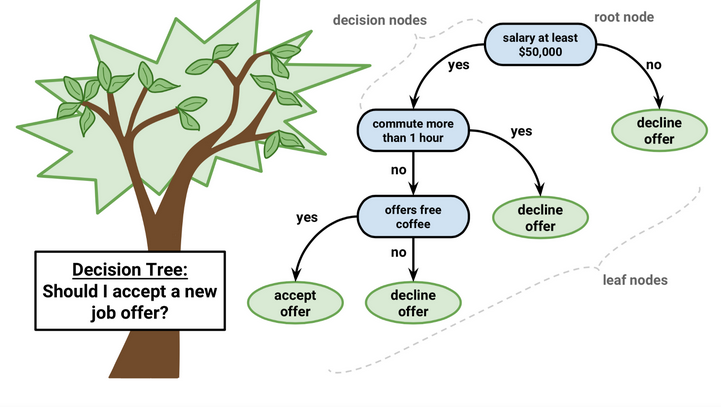 decision nodes
root node
salary at least
$50,000
yes
no
commute more
than 1 hour
decline
offer
yes
no
offers free
coffee
decline
offer
yes
no
accept
offer
decline
offer
leaf nodes
Decision Tree:
Should I accept a new
job offer?